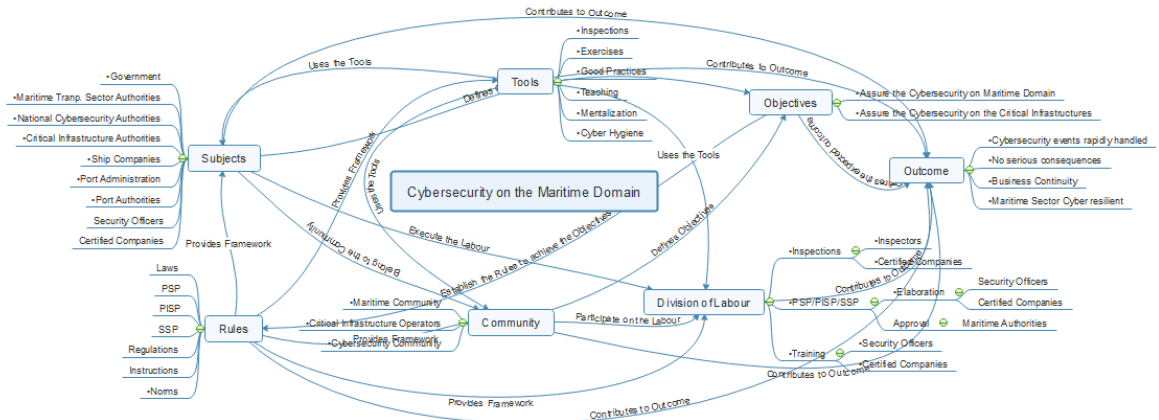 Contributes to Outcome
•Inspections
•Exercises
•Good Practices
•Teaching
•Mentalization
•Cyber Hygiene
Tools
Uses the Tools
Contributes to Outcome
Defines
•Government
•Maritime Tranp. Sector Authorities
•National Cybersecurity Authorities
•Critical Infrastructure Authorities
•Ship Companies
•Port Administration
•Port Authorities
Security Officers
Certified Companies
Subjects
Objectives
•Assure the Cybersecurity on Maritime Domain
•Assure the Cybersecurity on the Critical Infrastructures
the expected outcome
Outcome
•Cybersecurity events rapidly handled
•No serious consequences
•Business Continuity
•Maritime Sector Cyber resilient
Provides Framework
Uses the Tools
Uses the Tools
Cybersecurity on the Maritime Domain
Provides Framework
Belong to the Community
Execute the Labour
Establish the Rules to achieve the Objectives
Defines Objectives
Laws
PSP
PISP
SSP
Regulations
Instructions
•Norms
Rules
•Maritime Community
•Critical Infrastructure Operators
Provides Framework
•Cybersecurity Community
Community
Participate on the Labour
Division of Labour
•Inspections
•Inspectors
•Certified Companies
Contributes to Outcome
•PSP/PISP/SSP
•Elaboration
Security Officers
Certified Companies
Approval
Maritime Authorities
•Training
•Security Officers
•Certified Companies
Contributes to Outcome
Provides Framework
Contributes to Outcome